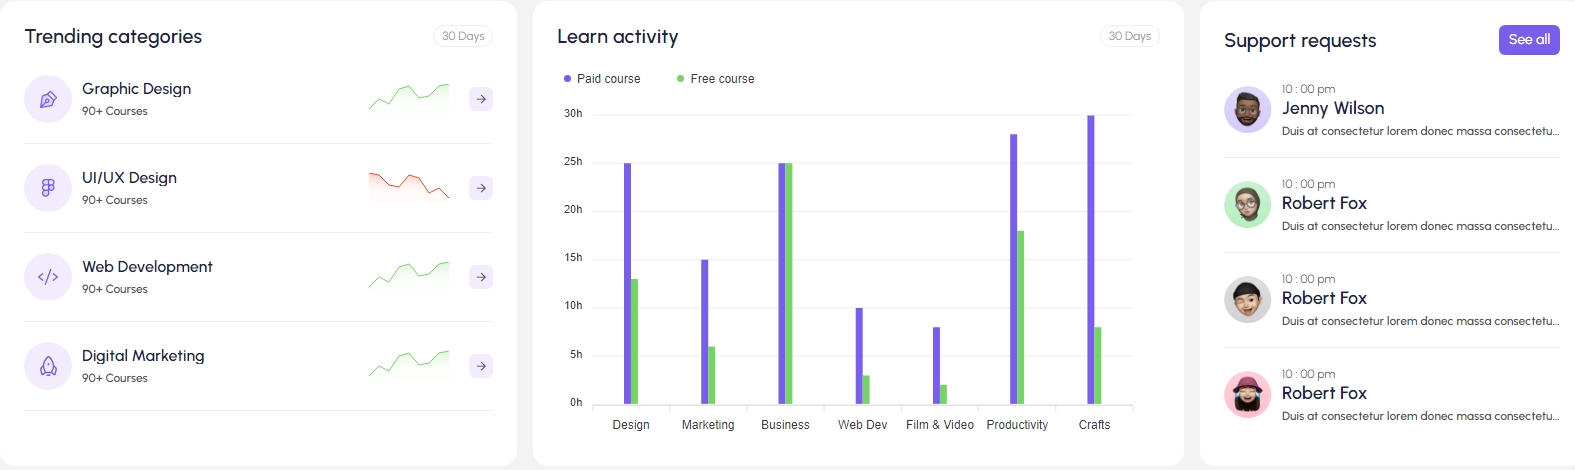 Trending categories
30 Days
Graphic Design
90+ Courses
UI/UX Design
90+ Courses
Web Development
90+ Courses
Digital Marketing
90+ Courses
Learn activity
30 Days
Paid course
Free course
30h
25h
20h
15h
10h
5h
0h
Design Marketing Business Web Dev Film & Video Productivity Crafts
Support requests
See all
10 : 00 pm
Jenny Wilson
Duis at consectetur lorem donec massa consectetu...
10 : 00 pm
Robert Fox
Duis at consectetur lorem donec massa consectetu...
10 : 00 pm
Robert Fox
Duis at consectetur lorem donec massa consectetu...
10 : 00 pm
Robert Fox
Duis at consectetur lorem donec massa consectetu...